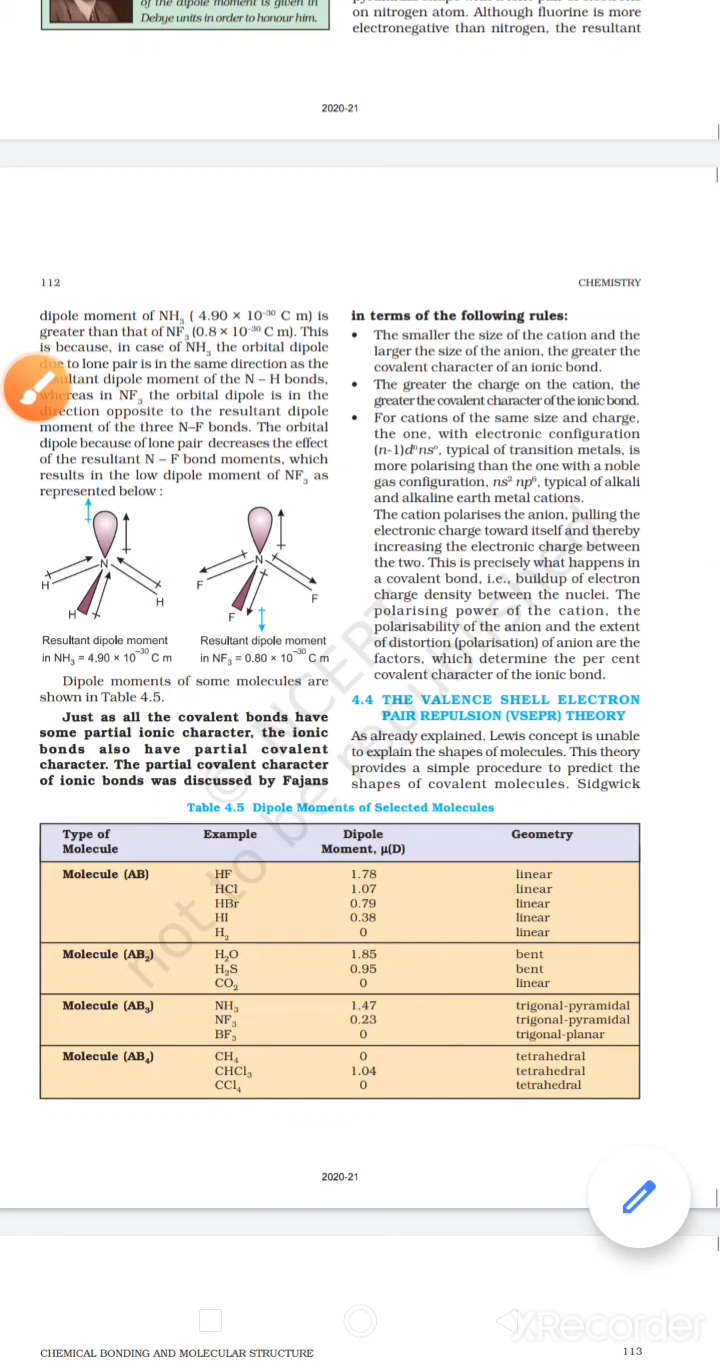 of the dipole moment is given in
Debye units in order to honour him.
on nitrogen atom. Although fluorine is more
electronegative than nitrogen, the resultant
2020-21
112
CHEMISTRY
dipole moment of NH₃ ( 4.90 × 10⁻³⁰ C m) is
greater than that of NF₃ (0.8 × 10⁻³⁰ C m). This
is because, in case of NH₃ the orbital dipole
to lone pair is in the same direction as the
ultant dipole moment of the N – H bonds,
whereas in NF₃ the orbital dipole is in the
direction opposite to the resultant dipole
moment of the three N–F bonds. The orbital
dipole because of lone pair decreases the effect
of the resultant N – F bond moments, which
results in the low dipole moment of NF₃ as
represented below :
N
H
H
H
N
F
F
F
Resultant dipole moment
in NH₃ = 4.90 × 10⁻³⁰ C m
Resultant dipole moment
in NF₃ = 0.80 × 10⁻³⁰ C m
Dipole moments of some molecules are
shown in Table 4.5.
Just as all the covalent bonds have
some partial ionic character, the ionic
bonds also have partial covalent
character. The partial covalent character
of ionic bonds was discussed by Fajans
in terms of the following rules:
• The smaller the size of the cation and the
larger the size of the anion, the greater the
covalent character of an ionic bond.
• The greater the charge on the cation, the
greater the covalent character of the ionic bond.
• For cations of the same size and charge,
the one, with electronic configuration
(n-1)dⁿnsᵒ, typical of transition metals, is
more polarising than the one with a noble
gas configuration, ns² np⁶, typical of alkali
and alkaline earth metal cations.
The cation polarises the anion, pulling the
electronic charge toward itself and thereby
increasing the electronic charge between
the two. This is precisely what happens in
a covalent bond, i.e., buildup of electron
charge density between the nuclei. The
polarising power of the cation, the
polarisability of the anion and the extent
of distortion (polarisation) of anion are the
factors, which determine the per cent
covalent character of the ionic bond.
4.4 THE VALENCE SHELL ELECTRON
PAIR REPULSION (VSEPR) THEORY
As already explained, Lewis concept is unable
to explain the shapes of molecules. This theory
provides a simple procedure to predict the
shapes of covalent molecules. Sidgwick
Table 4.5 Dipole Moments of Selected Molecules
Type of Molecule Example Dipole Moment, µ(D) Geometry
Molecule (AB) HF 1.78 linear
HCl 1.07 linear
HBr 0.79 linear
HI 0.38 linear
H₂ 0 linear
Molecule (AB₂) H₂O 1.85 bent
H₂S 0.95 bent
CO₂ 0 linear
Molecule (AB₃) NH₃ 1.47 trigonal-pyramidal
NF₃ 0.23 trigonal-pyramidal
BF₃ 0 trigonal-planar
Molecule (AB₄) CH₄ 0 tetrahedral
CHCl₃ 1.04 tetrahedral
CCl₄ 0 tetrahedral
© NCERT
not to be republished
2020-21
XRecorder
CHEMICAL BONDING AND MOLECULAR STRUCTURE
113